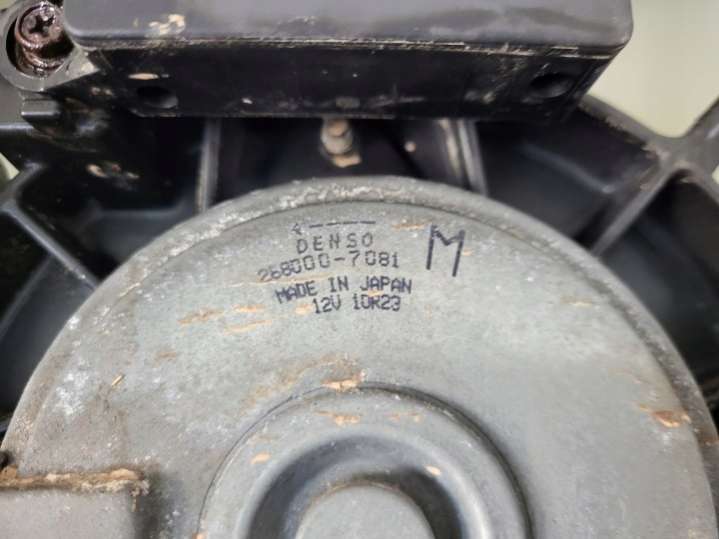 DENSO
268000-7081
M
MADE IN JAPAN
12V 10R23